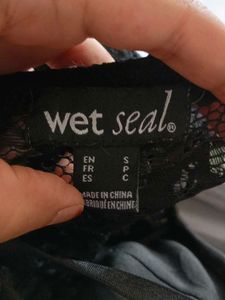 wet seal®
EN S
FR P
ES C
MADE IN CHINA
FABRIQUÉ EN CHINE